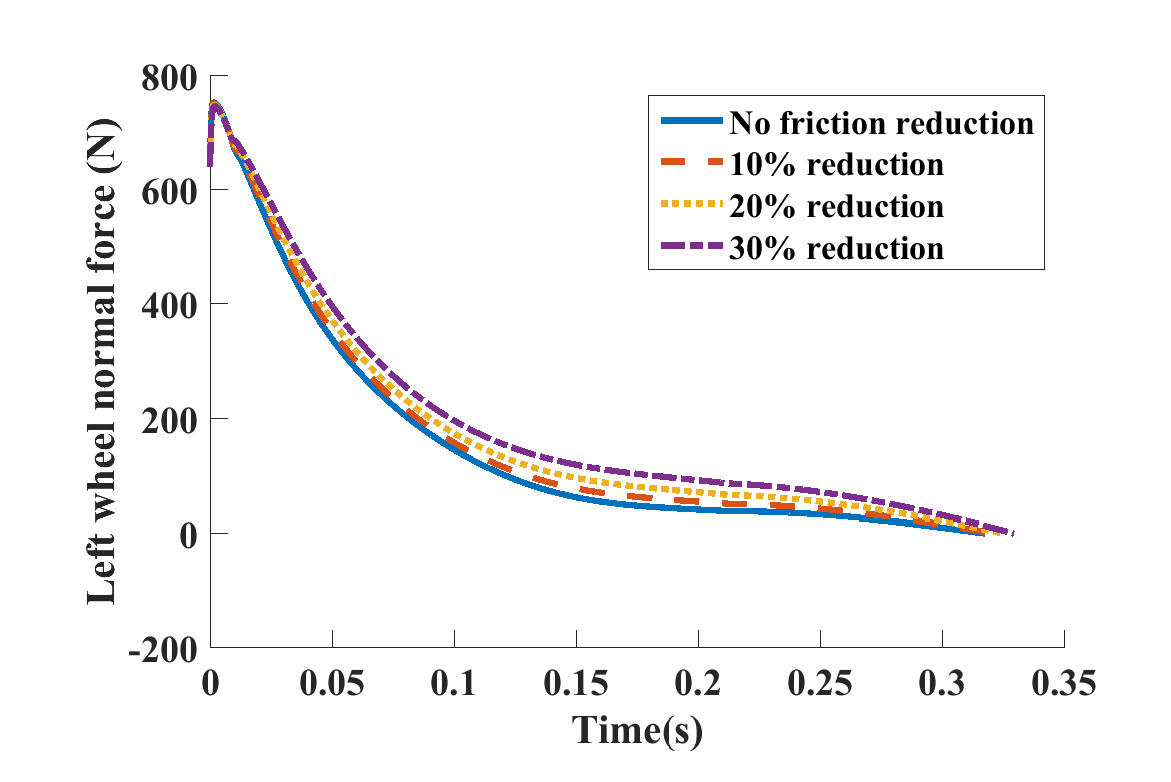 800
600
400
200
0
-200
Left wheel normal force (N)
No friction reduction
10% reduction
20% reduction
30% reduction
0 0.05 0.1 0.15 0.2 0.25 0.3 0.35
Time(s)